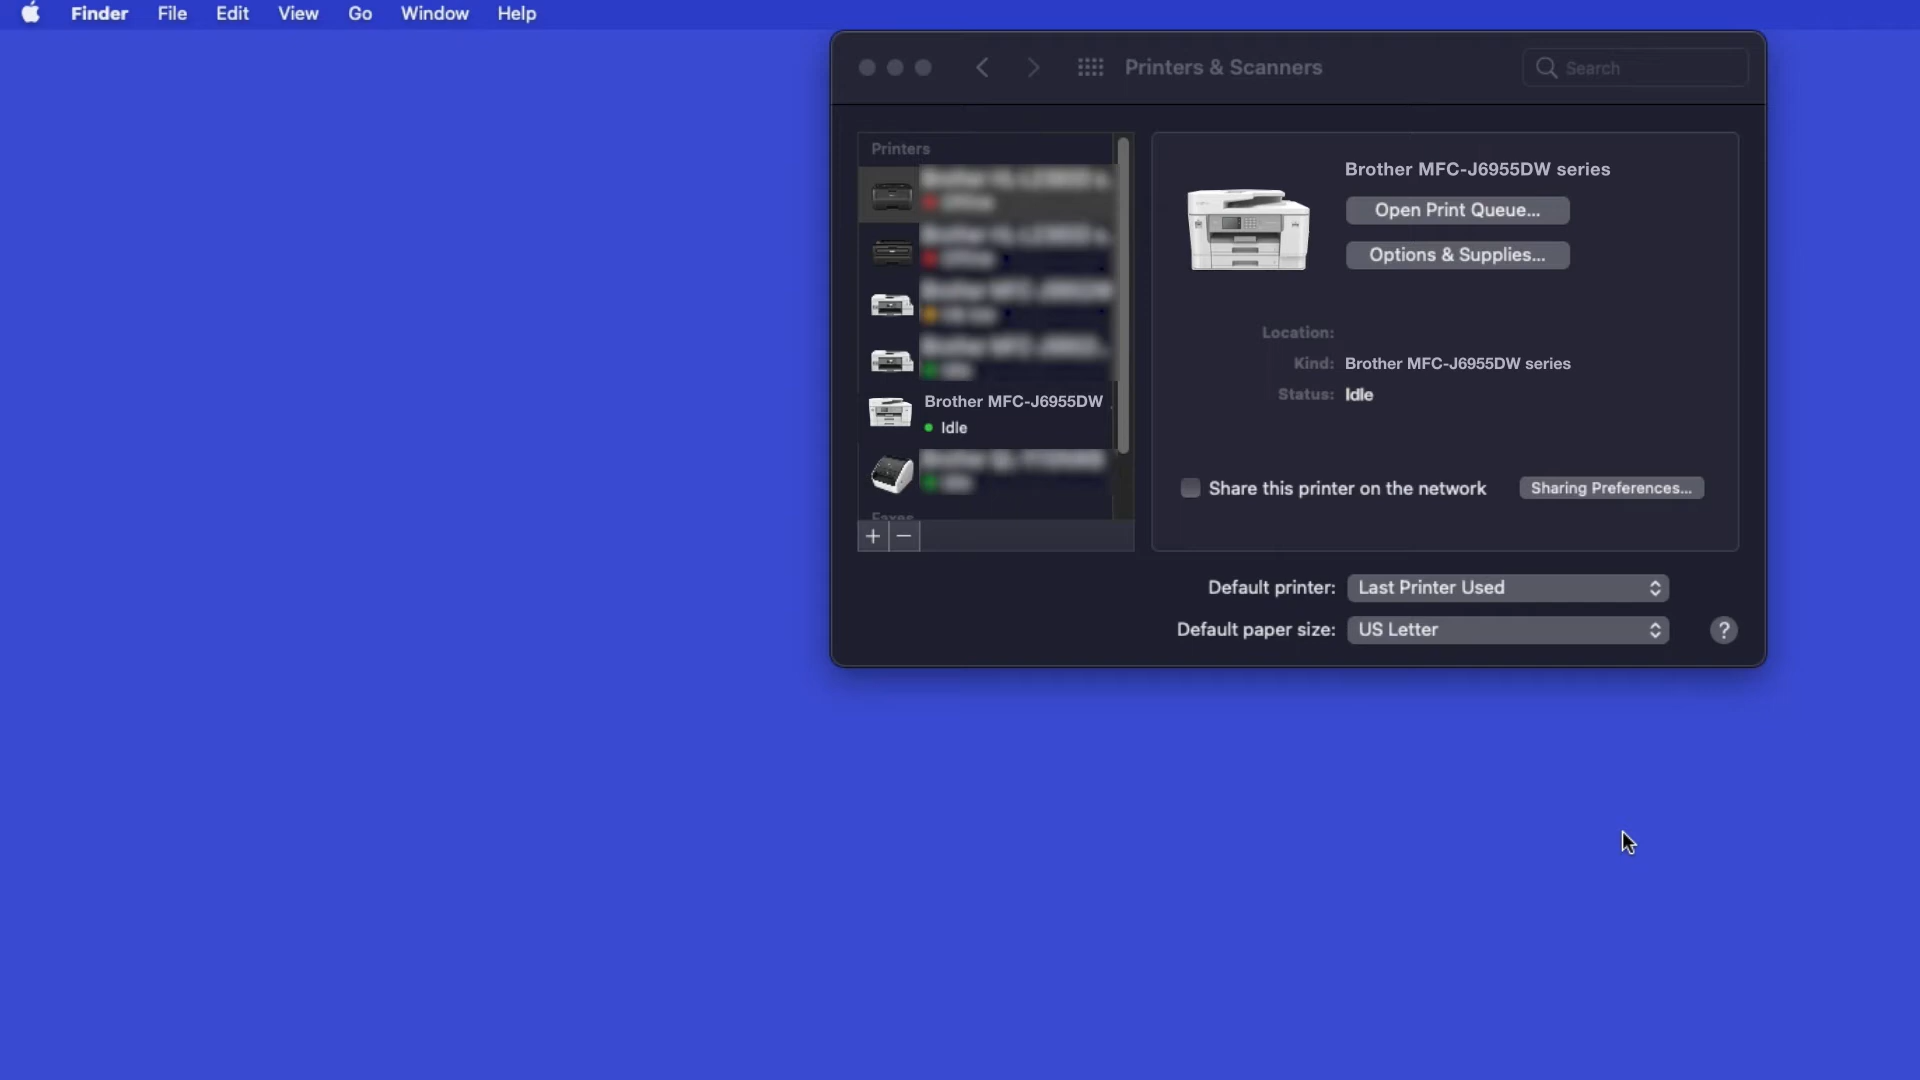 Finder File Edit View Go Window Help
Printers & Scanners
Search
Printers
Brother MFC-J6955DW
Idle
Faxes
+ −
Brother MFC-J6955DW series
Open Print Queue...
Options & Supplies...
Location:
Kind: Brother MFC-J6955DW series
Status: Idle
Share this printer on the network
Sharing Preferences...
Default printer: Last Printer Used
Default paper size: US Letter
?